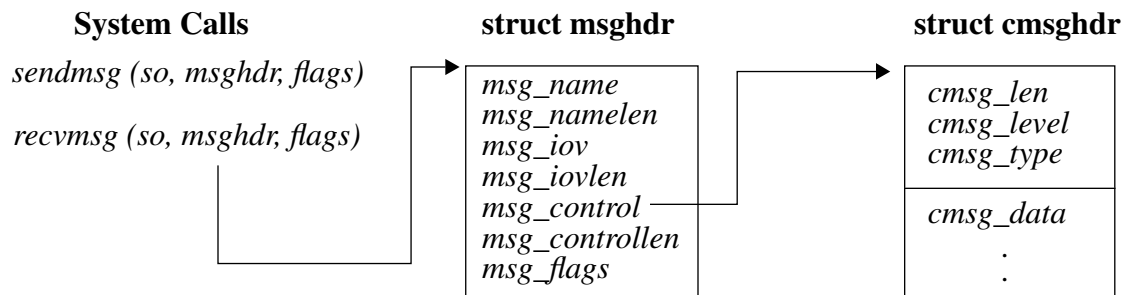 System Calls
sendmsg (so, msghdr, flags)
recvmsg (so, msghdr, flags)
struct msghdr
msg_name
msg_namelen
msg_iov
msg_iovlen
msg_control
msg_controllen
msg_flags
struct cmsghdr
cmsg_len
cmsg_level
cmsg_type
cmsg_data
.
.